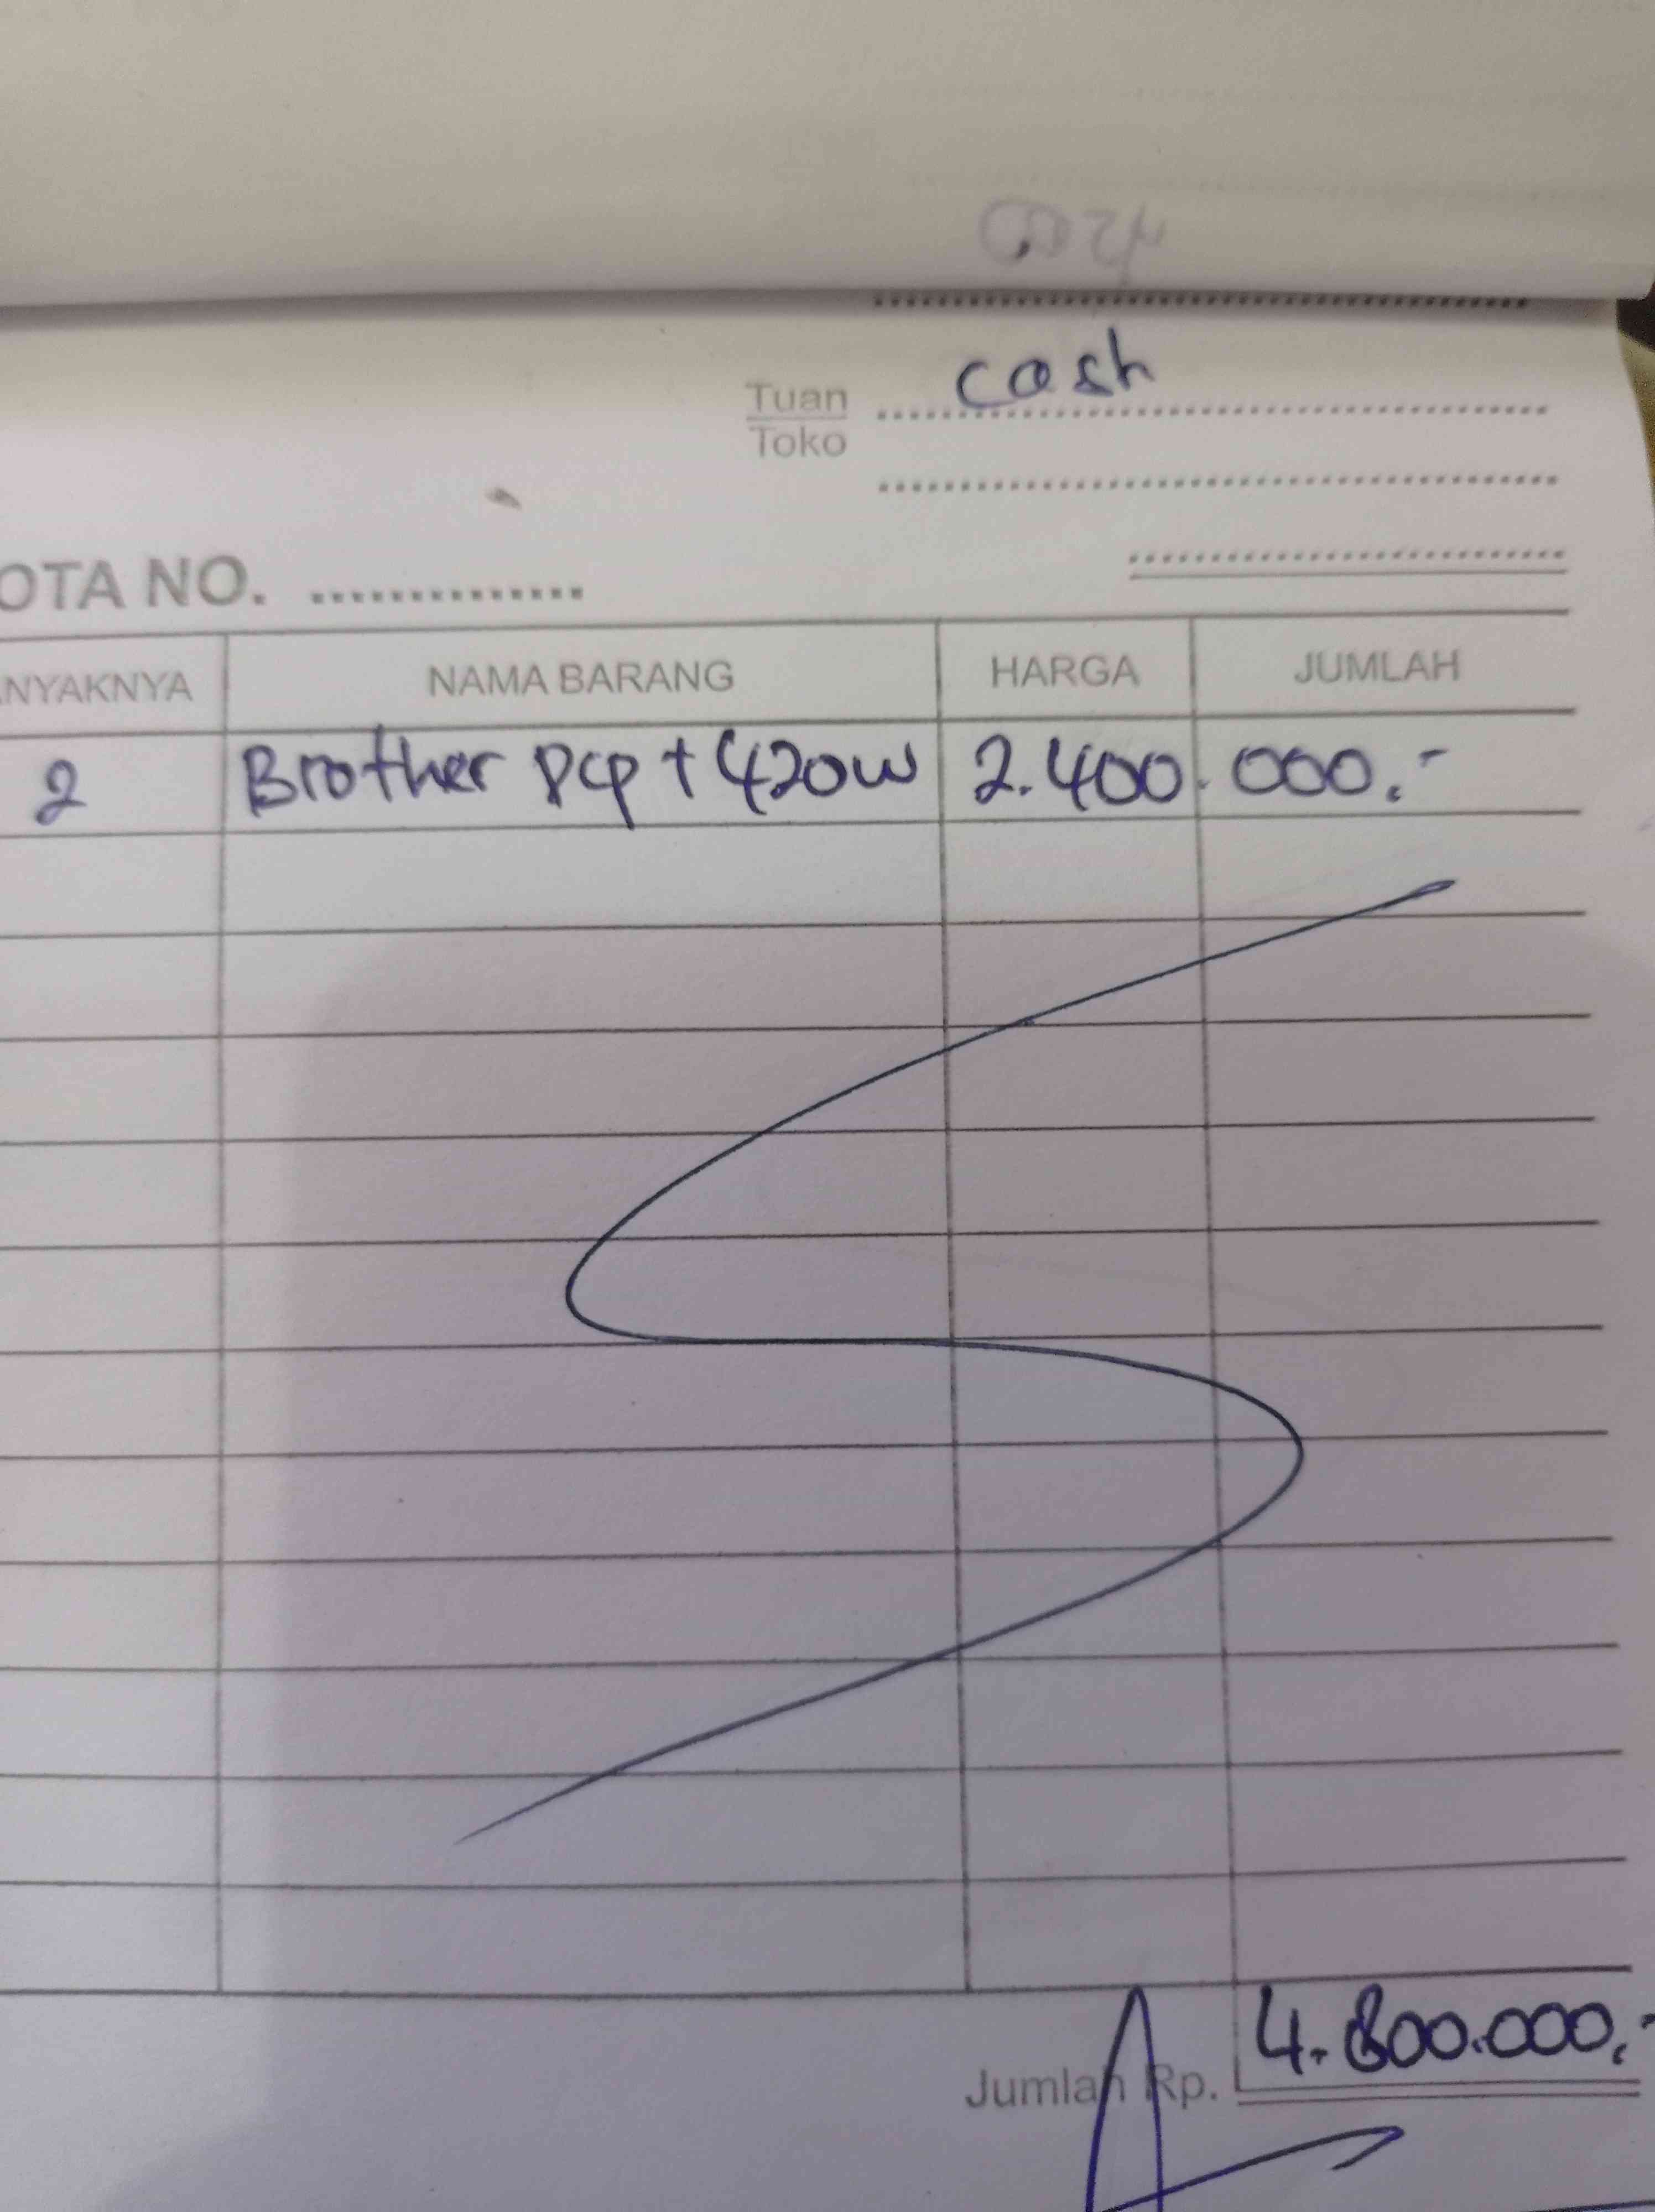 cash
Tuan
Toko
OTA NO. ..............
NYAKNYA NAMA BARANG HARGA JUMLAH
2 Brother Dcp t 420w 2.400.000.-
Jumlah Rp. 4.800.000.-